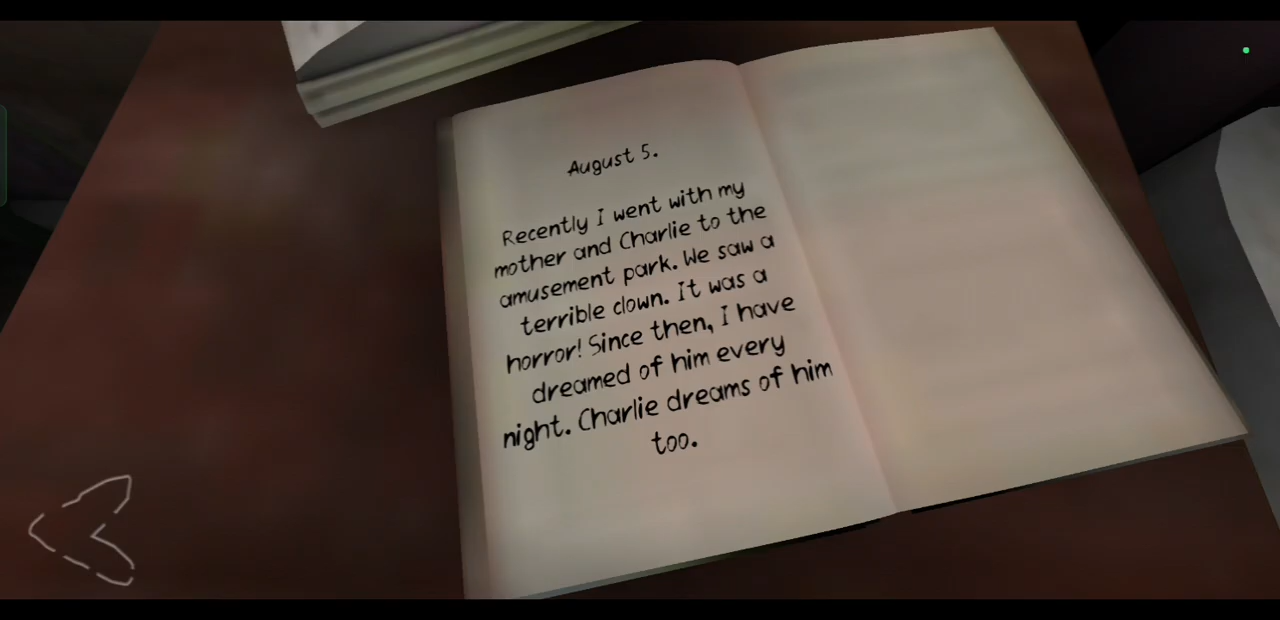 August 5.
Recently I went with my
mother and Charlie to the
amusement park. We saw a
terrible clown. It was a
horror! Since then, I have
dreamed of him every
night. Charlie dreams of him
too.